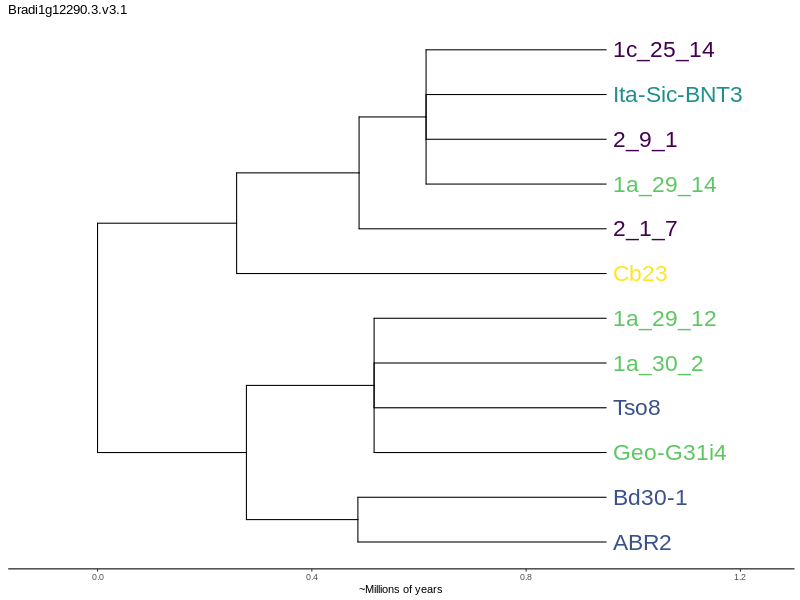 Bradi1g12290.3.v3.1
1c_25_14
Ita-Sic-BNT3
2_9_1
1a_29_14
2_1_7
Cb23
1a_29_12
1a_30_2
Tso8
Geo-G31i4
Bd30-1
ABR2
0.0 0.4 0.8 1.2
~Millions of years